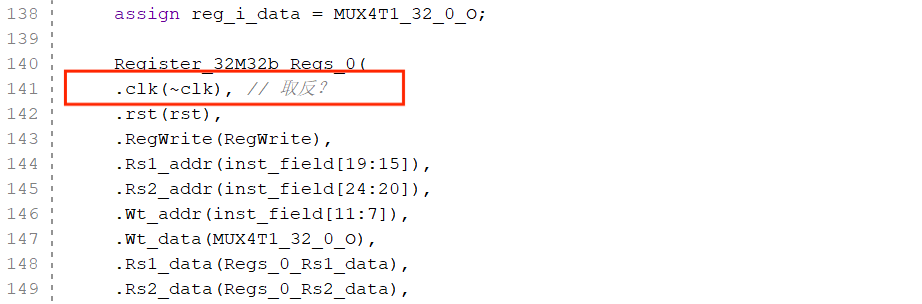 138 assign reg_i_data = MUX4T1_32_0_O;
139
140 Register_32M32b Regs_0(
141 .clk(~clk), // 取反？
142 .rst(rst),
143 .RegWrite(RegWrite),
144 .Rs1_addr(inst_field[19:15]),
145 .Rs2_addr(inst_field[24:20]),
146 .Wt_addr(inst_field[11:7]),
147 .Wt_data(MUX4T1_32_0_O),
148 .Rs1_data(Regs_0_Rs1_data),
149 .Rs2_data(Regs_0_Rs2_data),